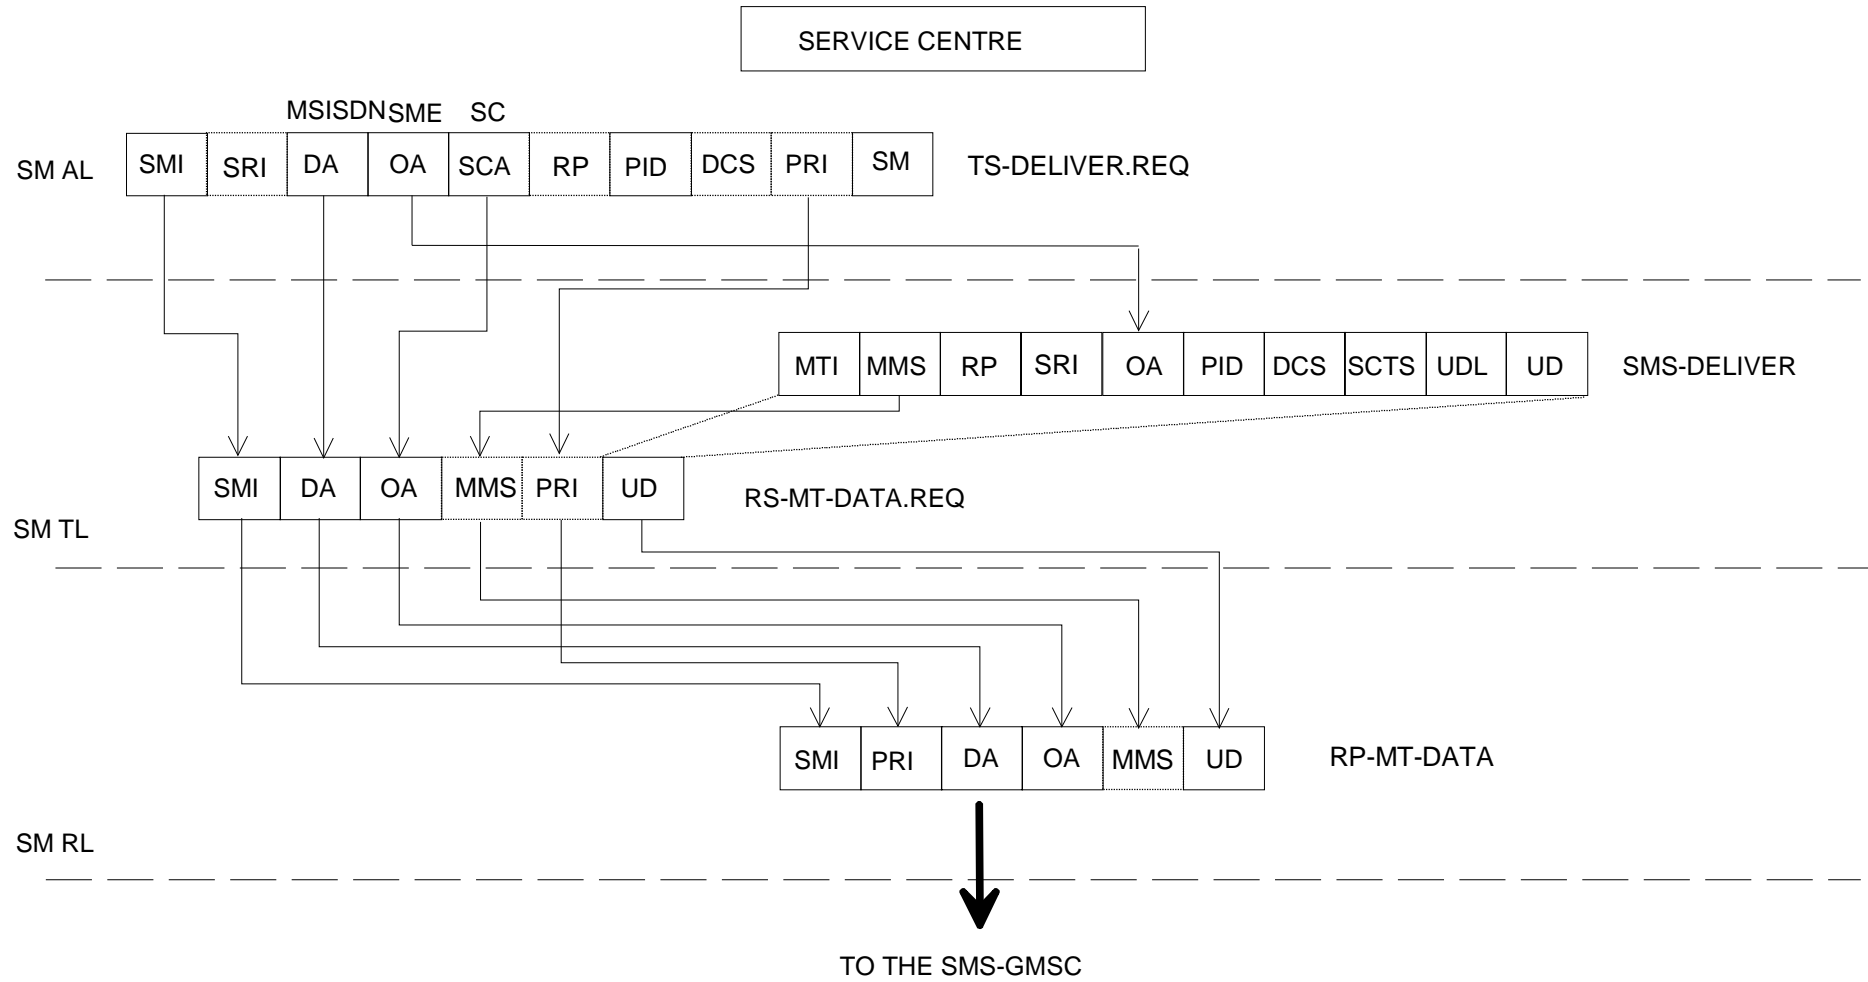 SERVICE CENTRE
MSISDN SME SC
SM AL SMI SRI DA OA SCA RP PID DCS PRI SM TS-DELIVER.REQ
MTI MMS RP SRI OA PID DCS SCTS UDL UD SMS-DELIVER
SMI DA OA MMS PRI UD RS-MT-DATA.REQ
SM TL
SMI PRI DA OA MMS UD RP-MT-DATA
SM RL
TO THE SMS-GMSC